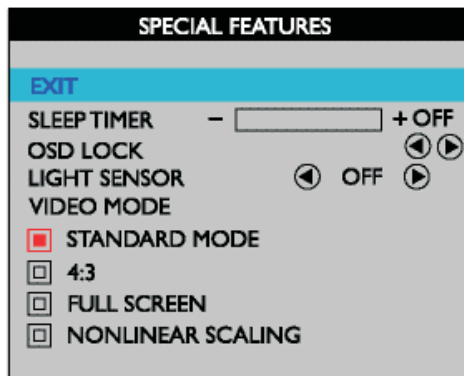 SPECIAL FEATURES
EXIT
SLEEP TIMER - + OFF
OSD LOCK
LIGHT SENSOR OFF
VIDEO MODE
STANDARD MODE
4:3
FULL SCREEN
NONLINEAR SCALING